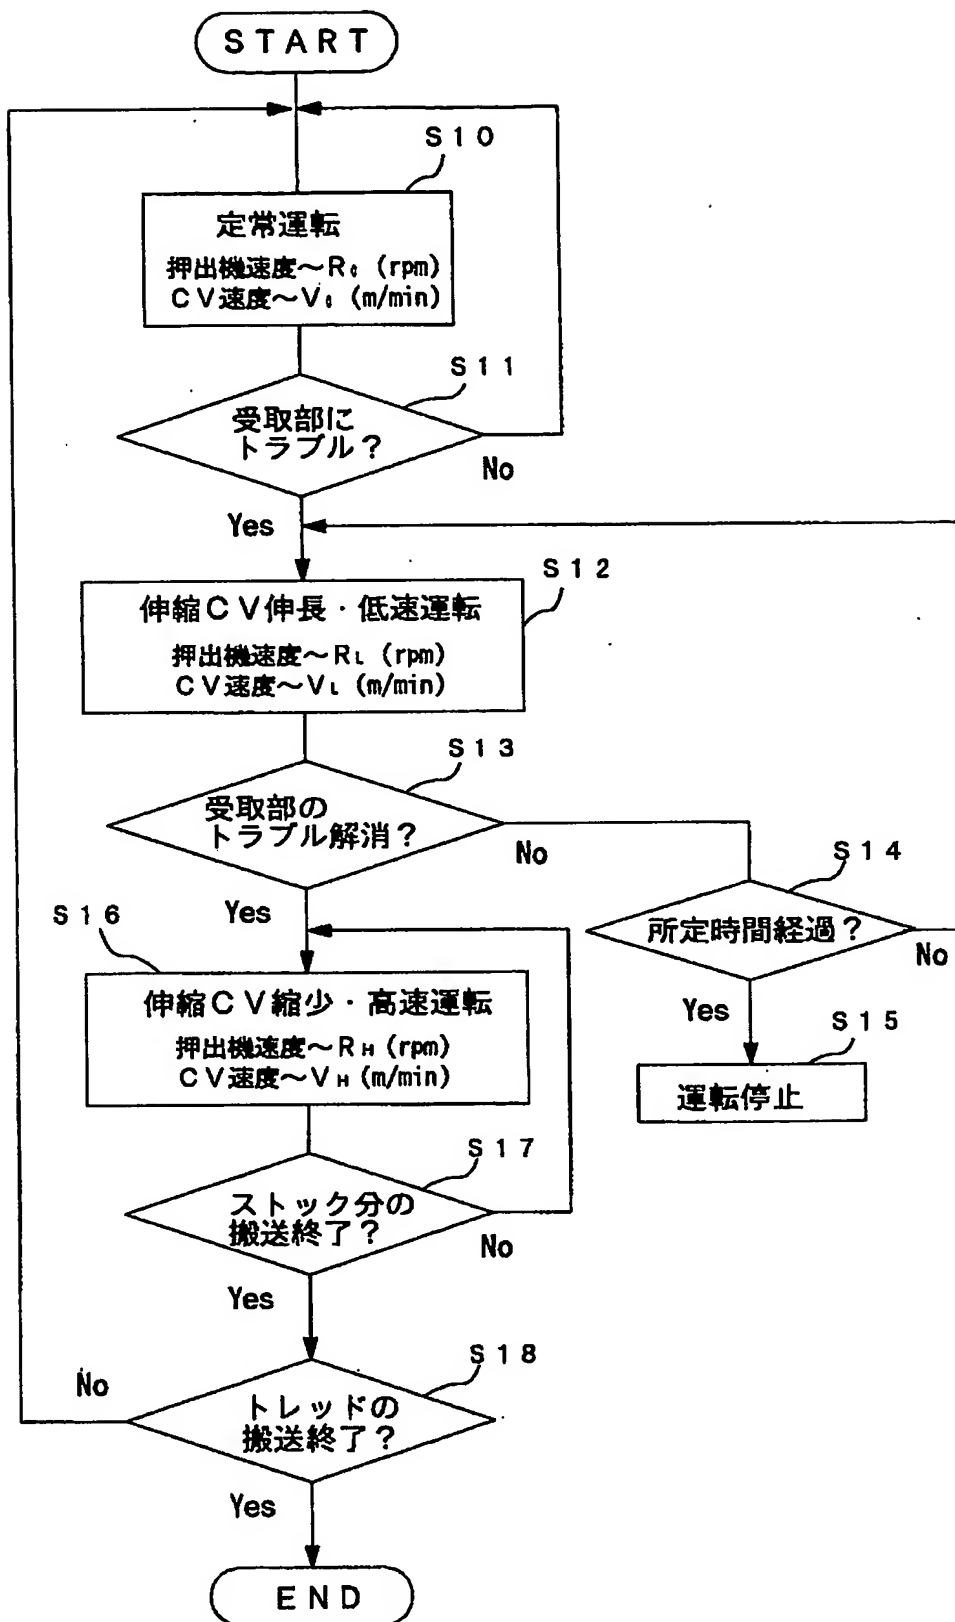 START
S10
定常運転
押出機速度～R₀ (rpm)
CV速度～V₀ (m/min)
S11
受取部に
トラブル？
No
Yes
S12
伸縮CV伸長・低速運転
押出機速度～RL (rpm)
CV速度～VL (m/min)
S13
受取部の
トラブル解消？
No
Yes
S14
所定時間経過？
No
Yes
S15
運転停止
S16
伸縮CV縮少・高速運転
押出機速度～RH (rpm)
CV速度～VH (m/min)
S17
ストック分の
搬送終了？
No
Yes
S18
トレッドの
搬送終了？
No
Yes
END